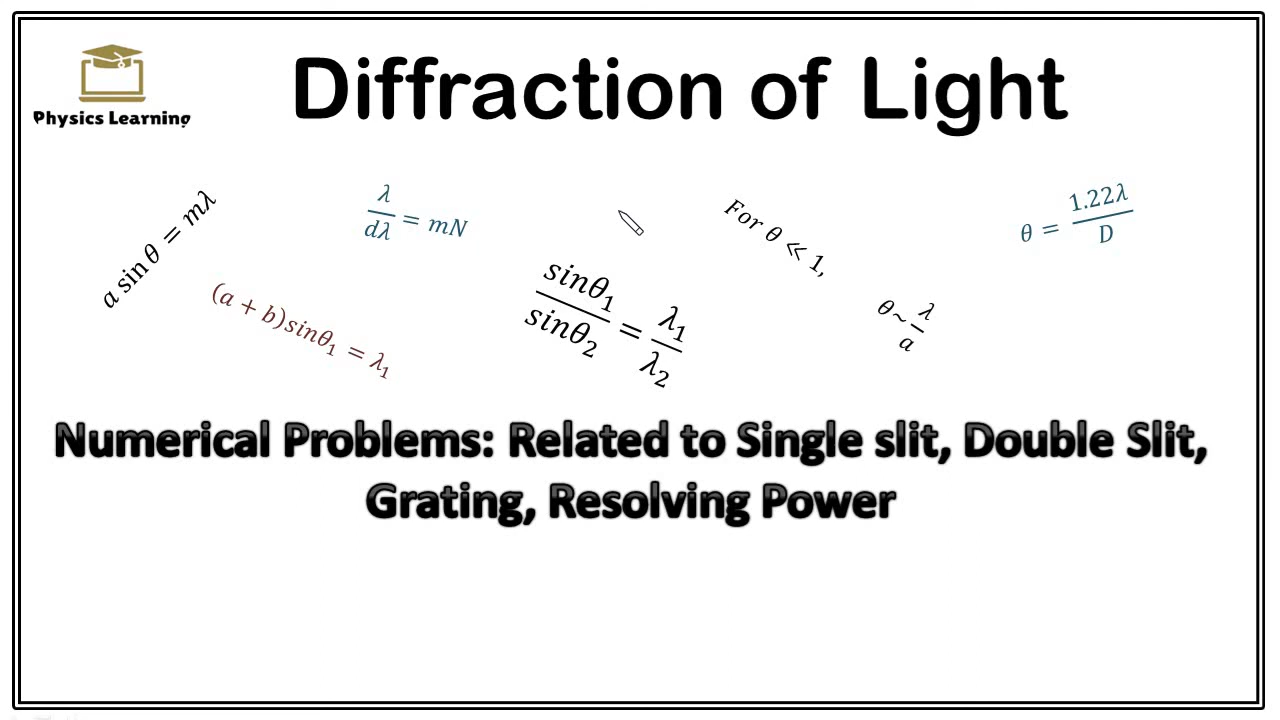 Diffraction of Light
Physics Learning
a sin θ = mλ
λ/dλ = mN
For θ ≪ 1,
θ = 1.22λ/D
(a + b)sinθ₁ = λ₁
sinθ₁/sinθ₂ = λ₁/λ₂
θ~λ/a
Numerical Problems: Related to Single slit, Double Slit,
Grating, Resolving Power